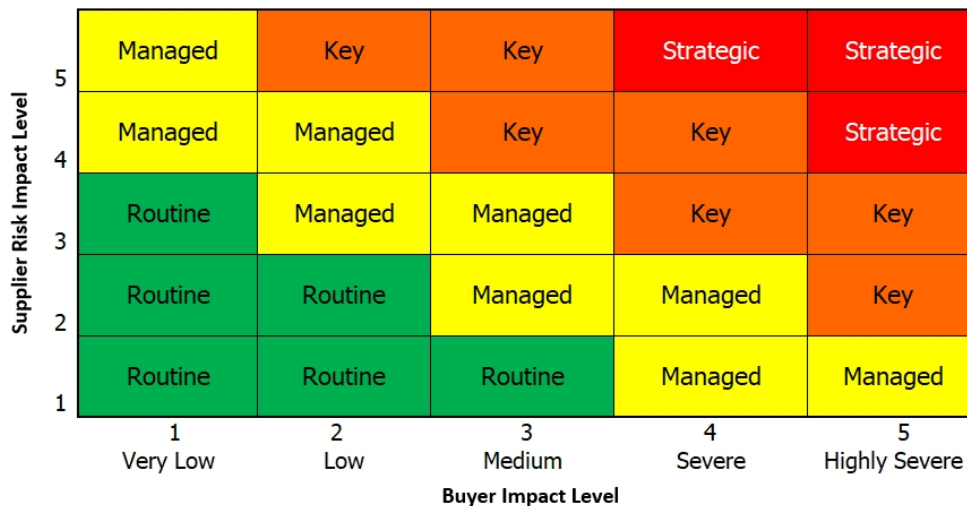 Supplier Risk Impact Level
5 Managed Key Key Strategic Strategic
4 Managed Managed Key Key Strategic
3 Routine Managed Managed Key Key
2 Routine Routine Managed Managed Key
1 Routine Routine Routine Managed Managed
1 2 3 4 5
Very Low Low Medium Severe Highly Severe
Buyer Impact Level